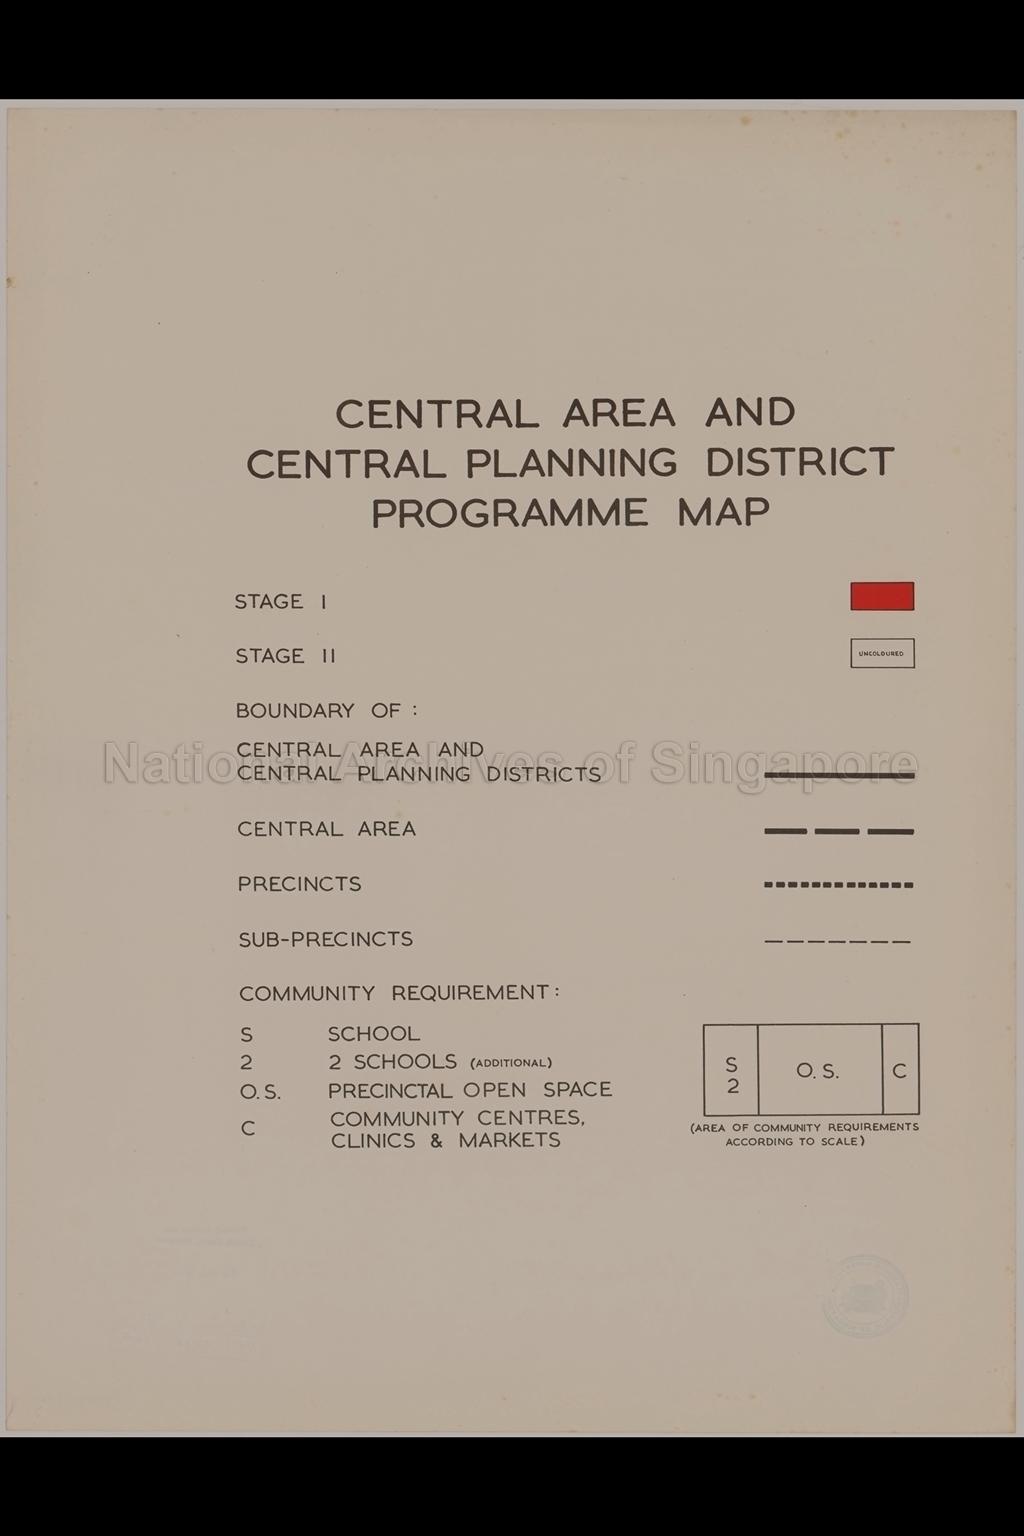 CENTRAL AREA AND
CENTRAL PLANNING DISTRICT
PROGRAMME MAP
STAGE I
STAGE II
UNCOLOURED
BOUNDARY OF :
CENTRAL AREA AND
CENTRAL PLANNING DISTRICTS
National Archives of Singapore
CENTRAL AREA
PRECINCTS
SUB-PRECINCTS
COMMUNITY REQUIREMENT :
S SCHOOL
2 2 SCHOOLS (ADDITIONAL)
O. S. PRECINCTAL OPEN SPACE
C COMMUNITY CENTRES,
CLINICS & MARKETS
S
2
O. S.
C
(AREA OF COMMUNITY REQUIREMENTS
ACCORDING TO SCALE)